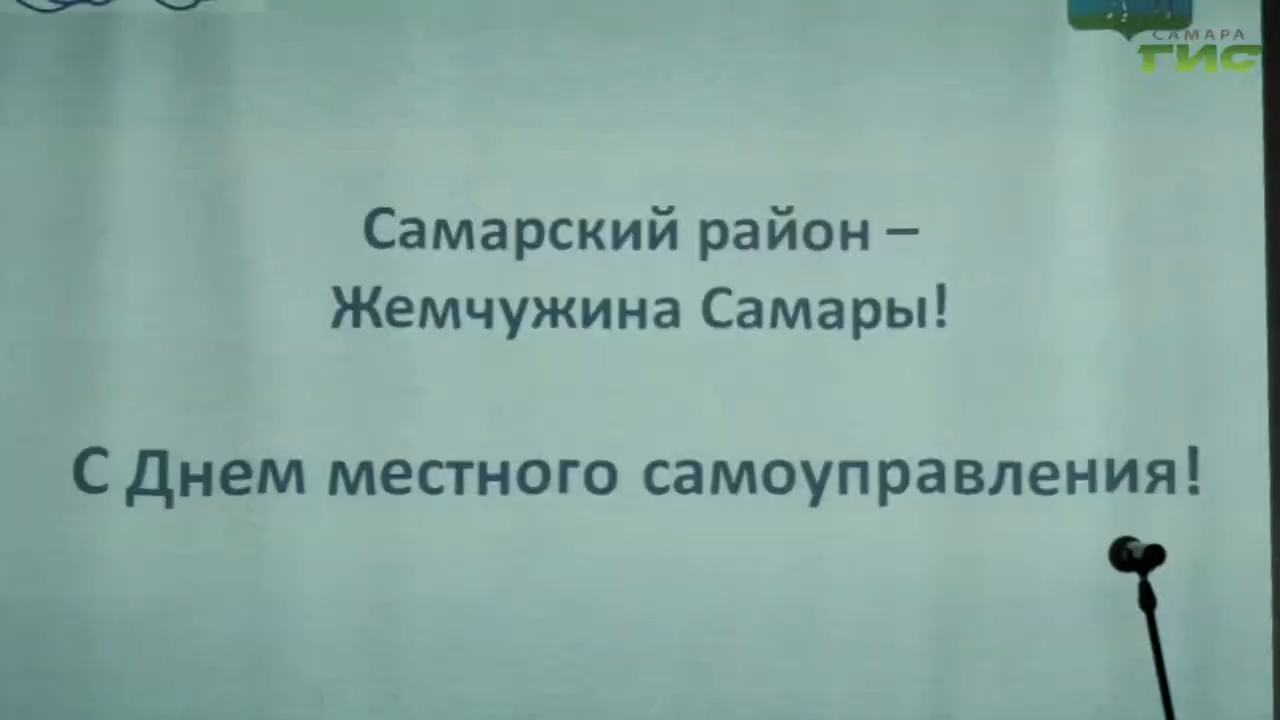 САМАРА
ГИС
Самарский район –
Жемчужина Самары!
С Днем местного самоуправления!